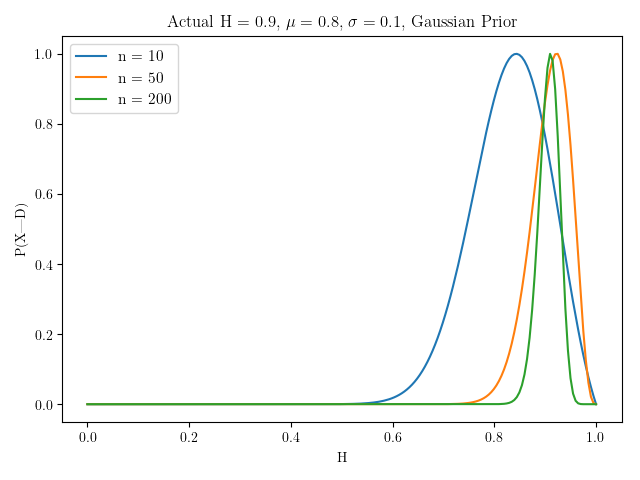 Actual H = 0.9, μ = 0.8, σ = 0.1, Gaussian Prior
n = 10
n = 50
n = 200
P(X—D)
1.0
0.8
0.6
0.4
0.2
0.0
0.0 0.2 0.4 0.6 0.8 1.0
H